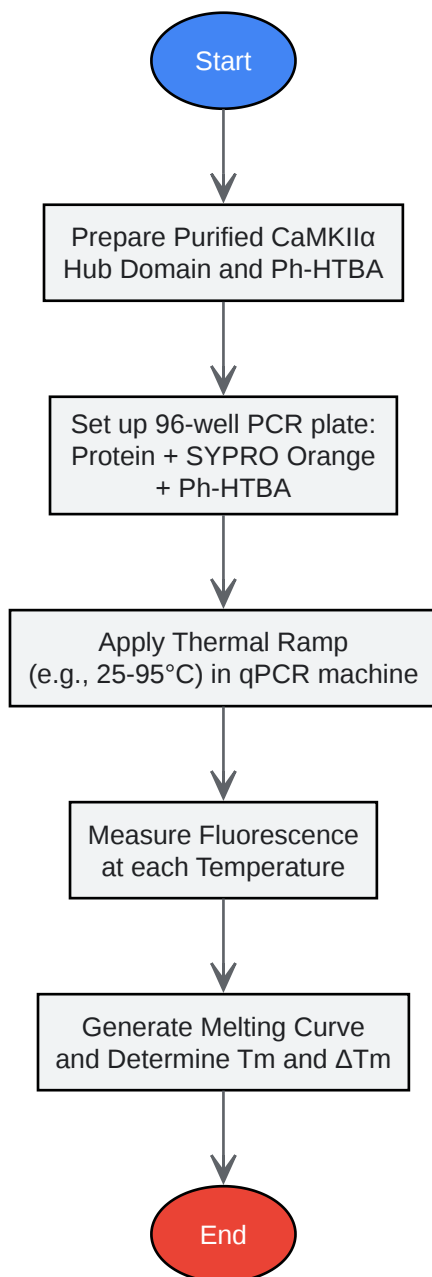 Start
Prepare Purified CaMKIIα
Hub Domain and Ph-HTBA
Set up 96-well PCR plate:
Protein + SYPRO Orange
+ Ph-HTBA
Apply Thermal Ramp
(e.g., 25-95°C) in qPCR machine
Measure Fluorescence
at each Temperature
Generate Melting Curve
and Determine Tm and ΔTm
End